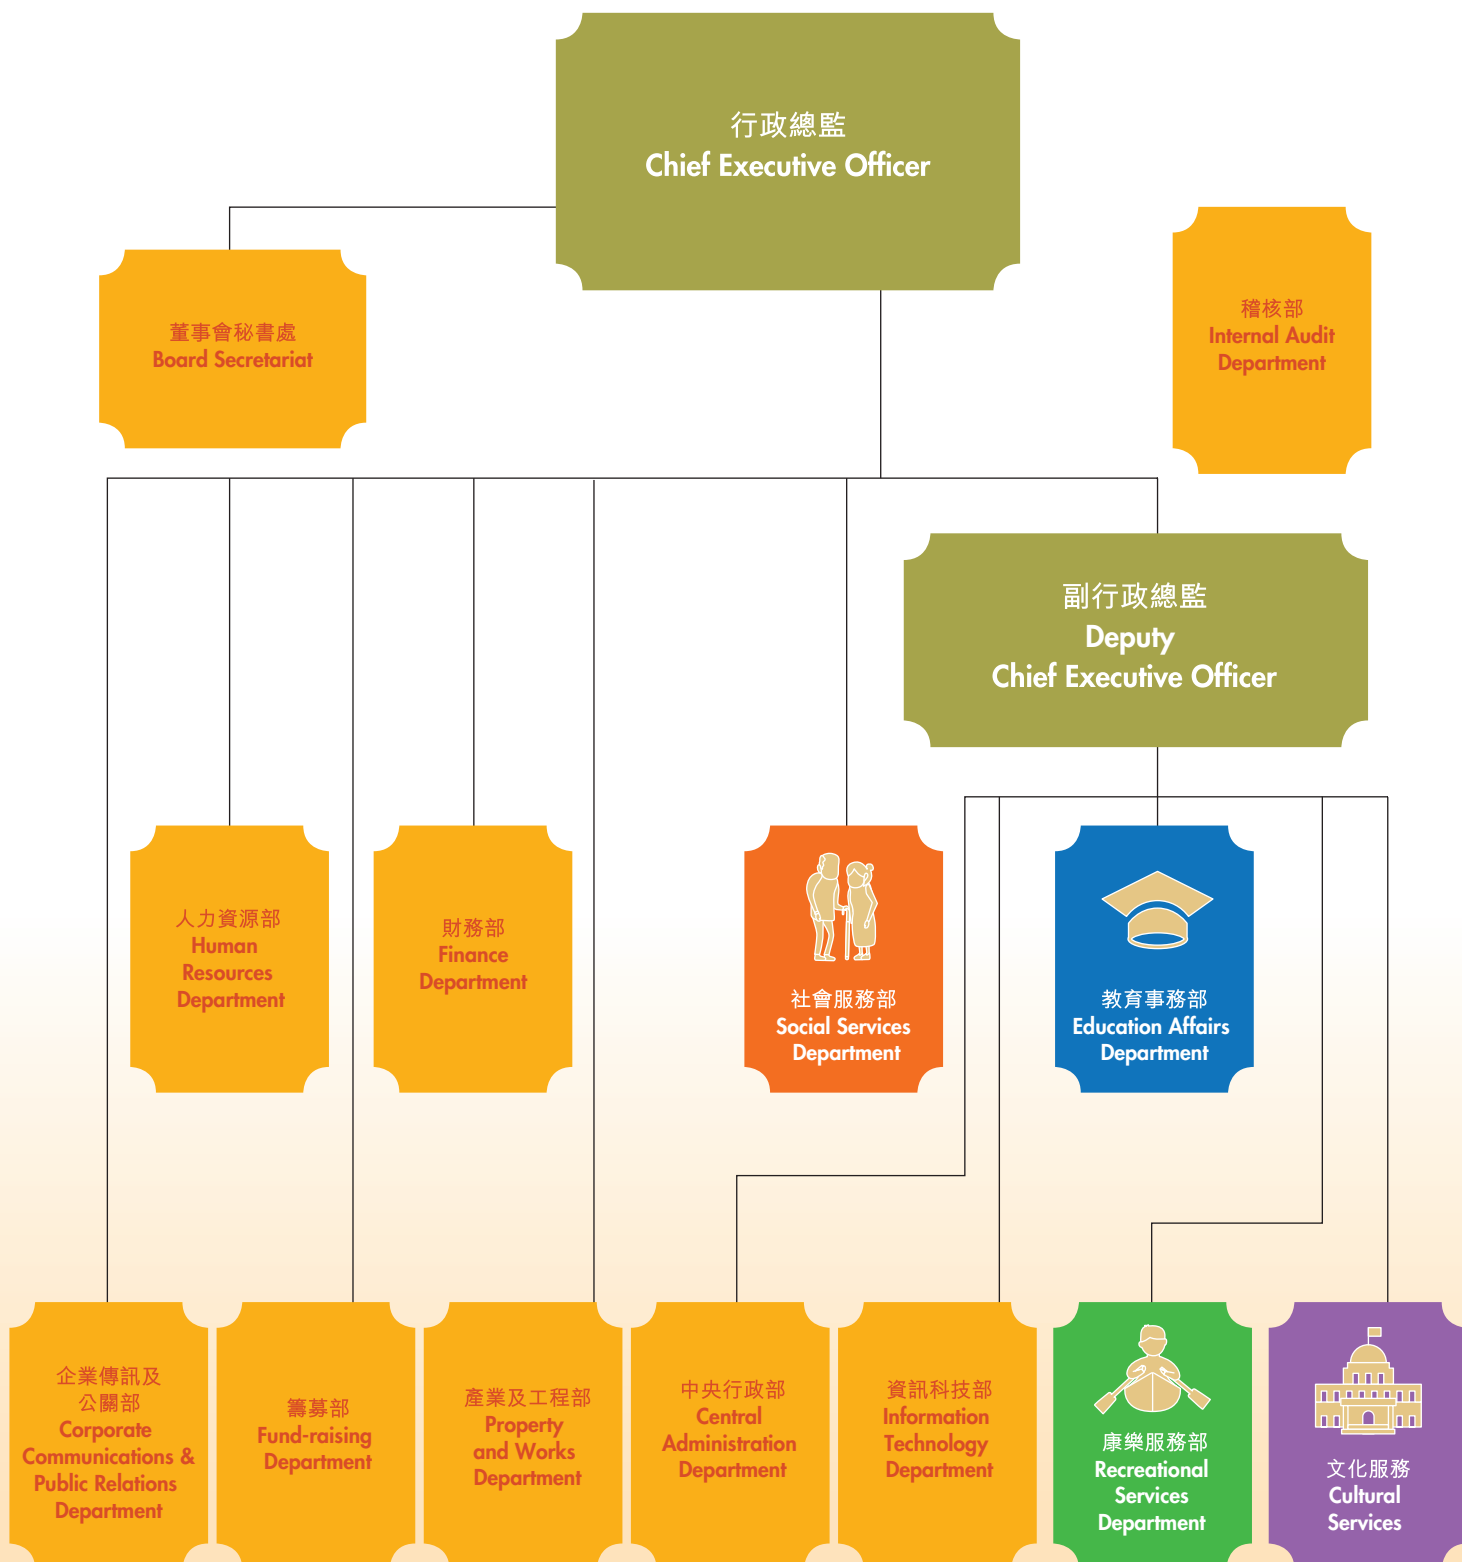 行政總監
Chief Executive Officer
董事會秘書處
Board Secretariat
稽核部
Internal Audit
Department
副行政總監
Deputy
Chief Executive Officer
人力資源部
Human
Resources
Department
財務部
Finance
Department
社會服務部
Social Services
Department
教育事務部
Education Affairs
Department
企業傳訊及
公關部
Corporate
Communications &
Public Relations
Department
籌募部
Fund-raising
Department
產業及工程部
Property
and Works
Department
中央行政部
Central
Administration
Department
資訊科技部
Information
Technology
Department
康樂服務部
Recreational
Services
Department
文化服務
Cultural
Services